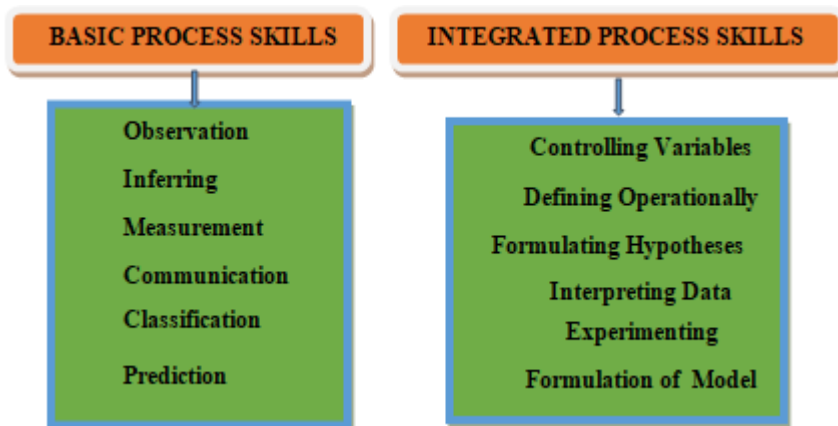 BASIC PROCESS SKILLS
Observation
Inferring
Measurement
Communication
Classification
Prediction
INTEGRATED PROCESS SKILLS
Controlling Variables
Defining Operationally
Formulating Hypotheses
Interpreting Data
Experimenting
Formulation of Model